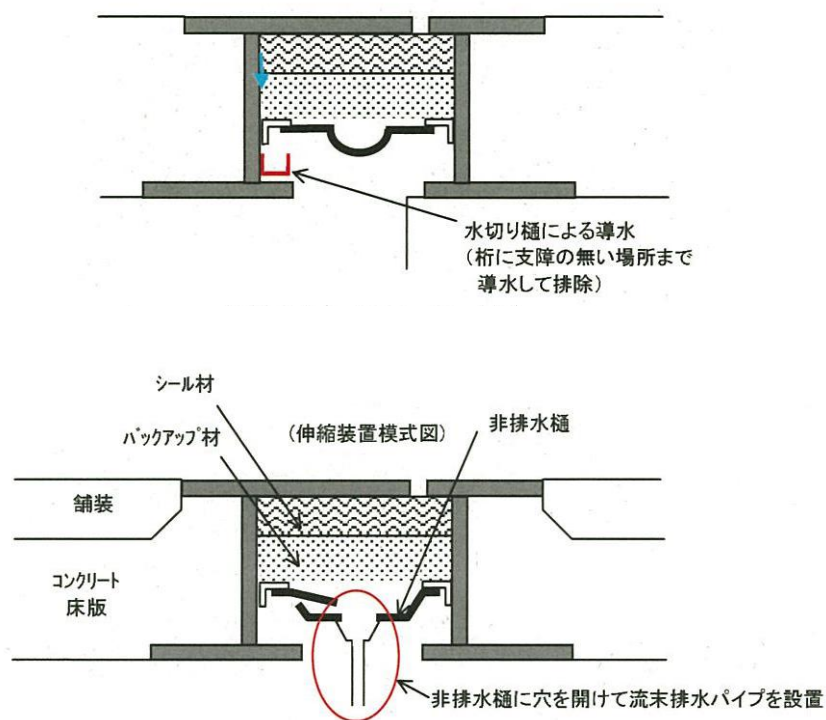 水切り樋による導水
(桁に支障の無い場所まで
導水して排除)
シール材
バックアップ材
(伸縮装置模式図)
非排水樋
舗装
コンクリート
床版
非排水樋に穴を開けて流末排水パイプを設置